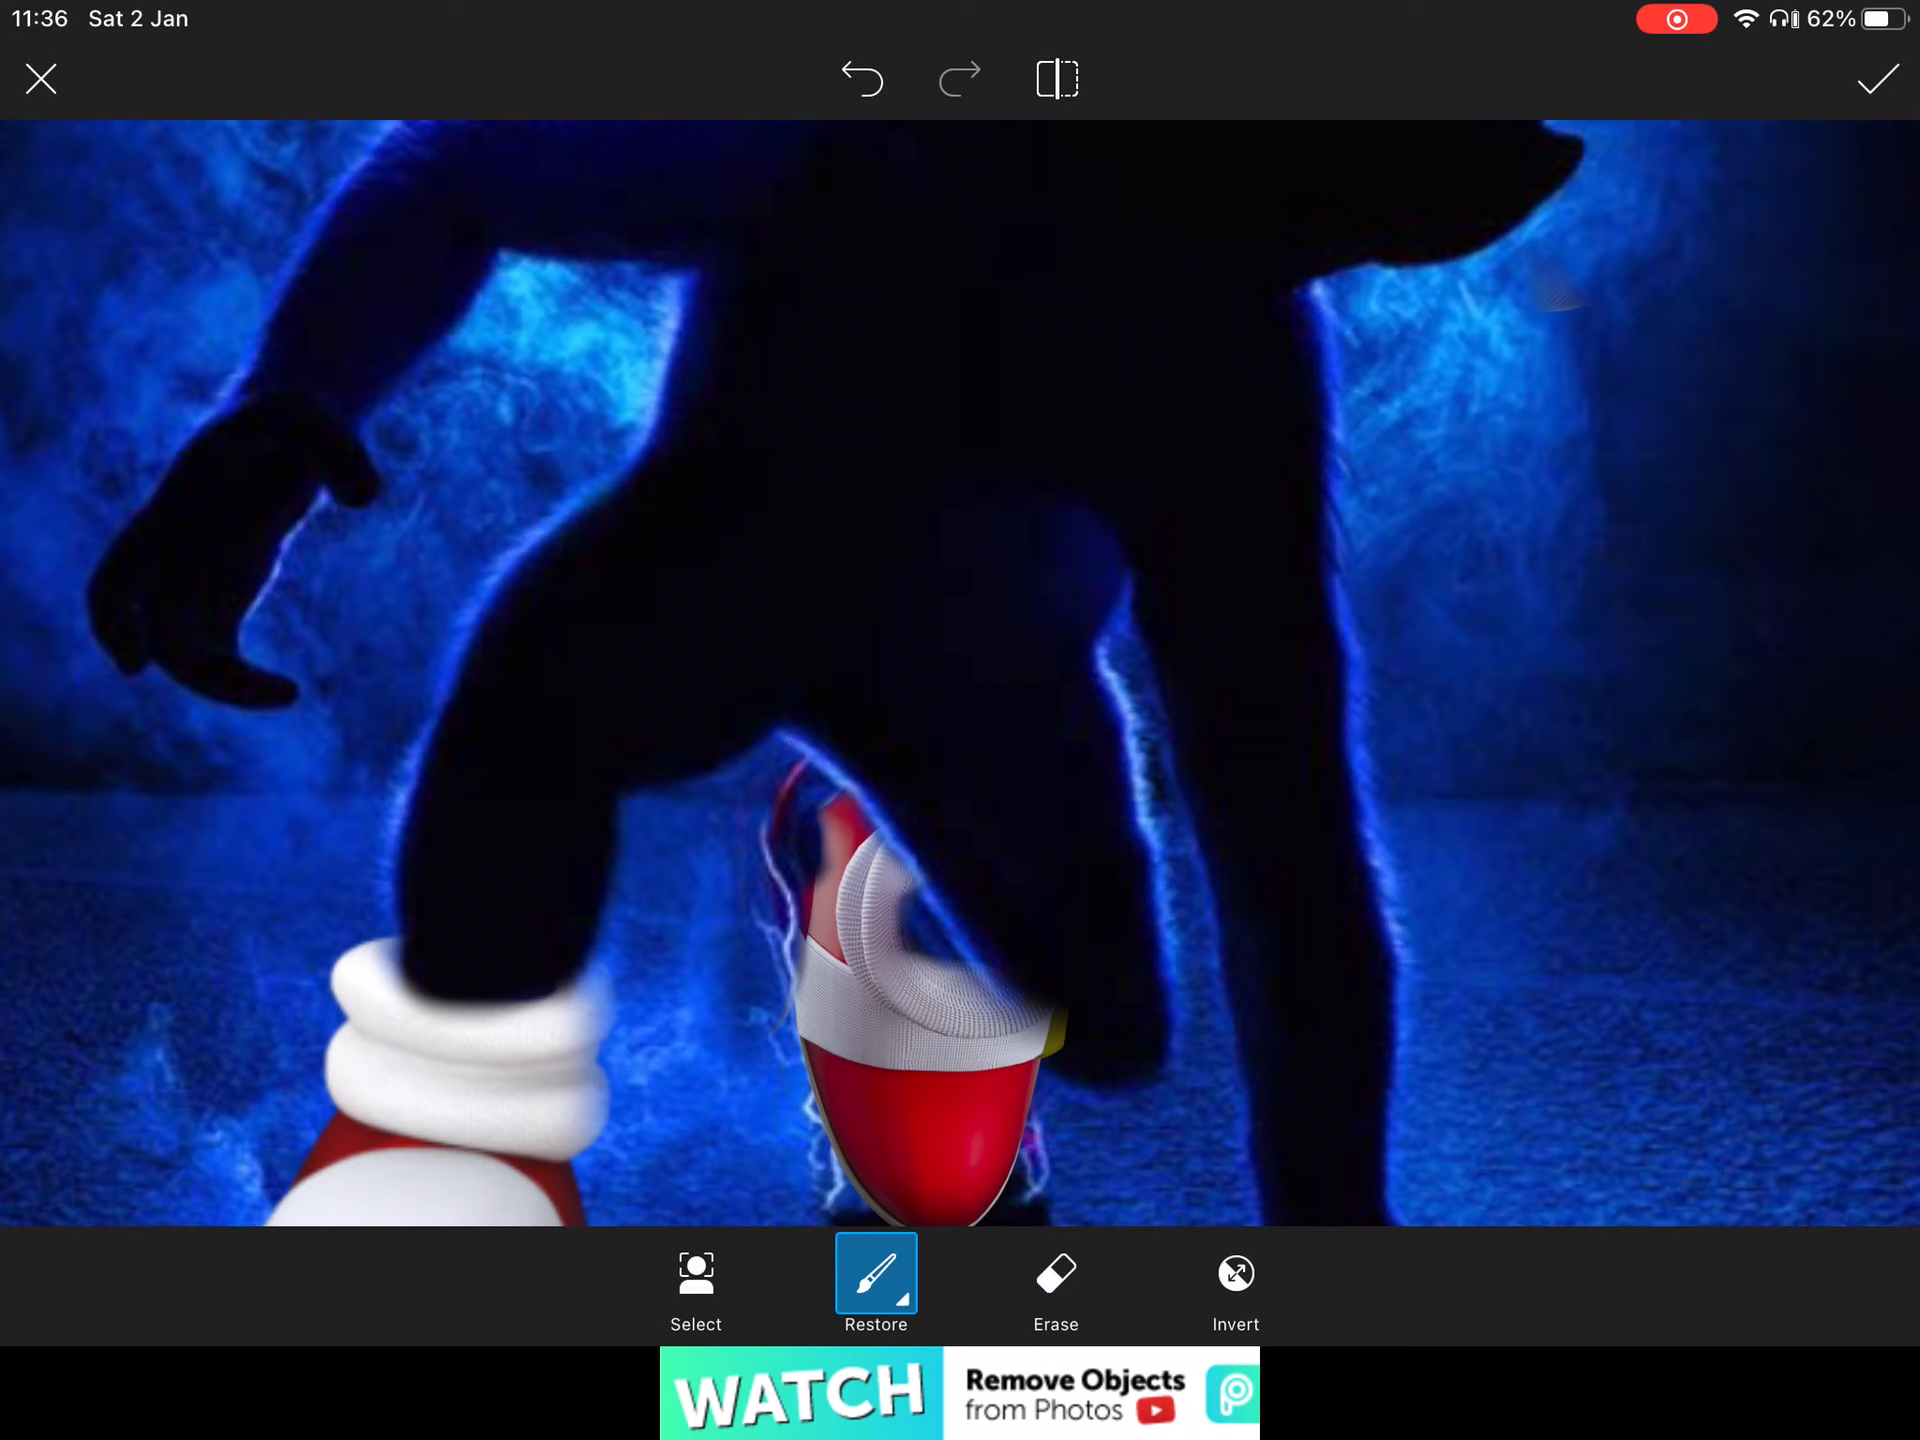 11:36 Sat 2 Jan
62%
Select
Restore
Erase
Invert
WATCH
Remove Objects
from Photos